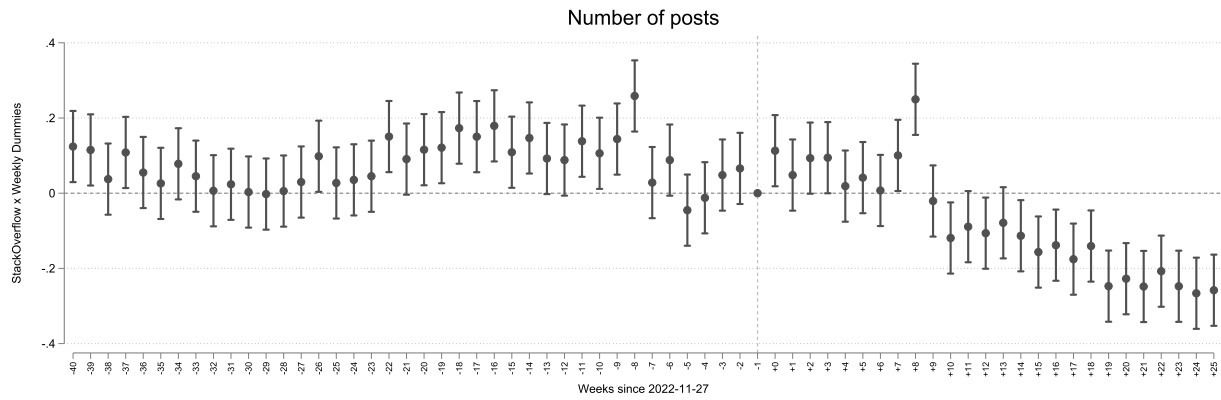 Number of posts
.4
.2
0
-.2
-.4
StackOverflow x Weekly Dummies
-40 -39 -38 -37 -36 -35 -34 -33 -32 -31 -30 -29 -28 -27 -26 -25 -24 -23 -22 -21 -20 -19 -18 -17 -16 -15 -14 -13 -12 -11 -10 -9 -8 -7 -6 -5 -4 -3 -2 -1 +0 +1 +2 +3 +4 +5 +6 +7 +8 +9 +10 +11 +12 +13 +14 +15 +16 +17 +18 +19 +20 +21 +22 +23 +24 +25
Weeks since 2022-11-27